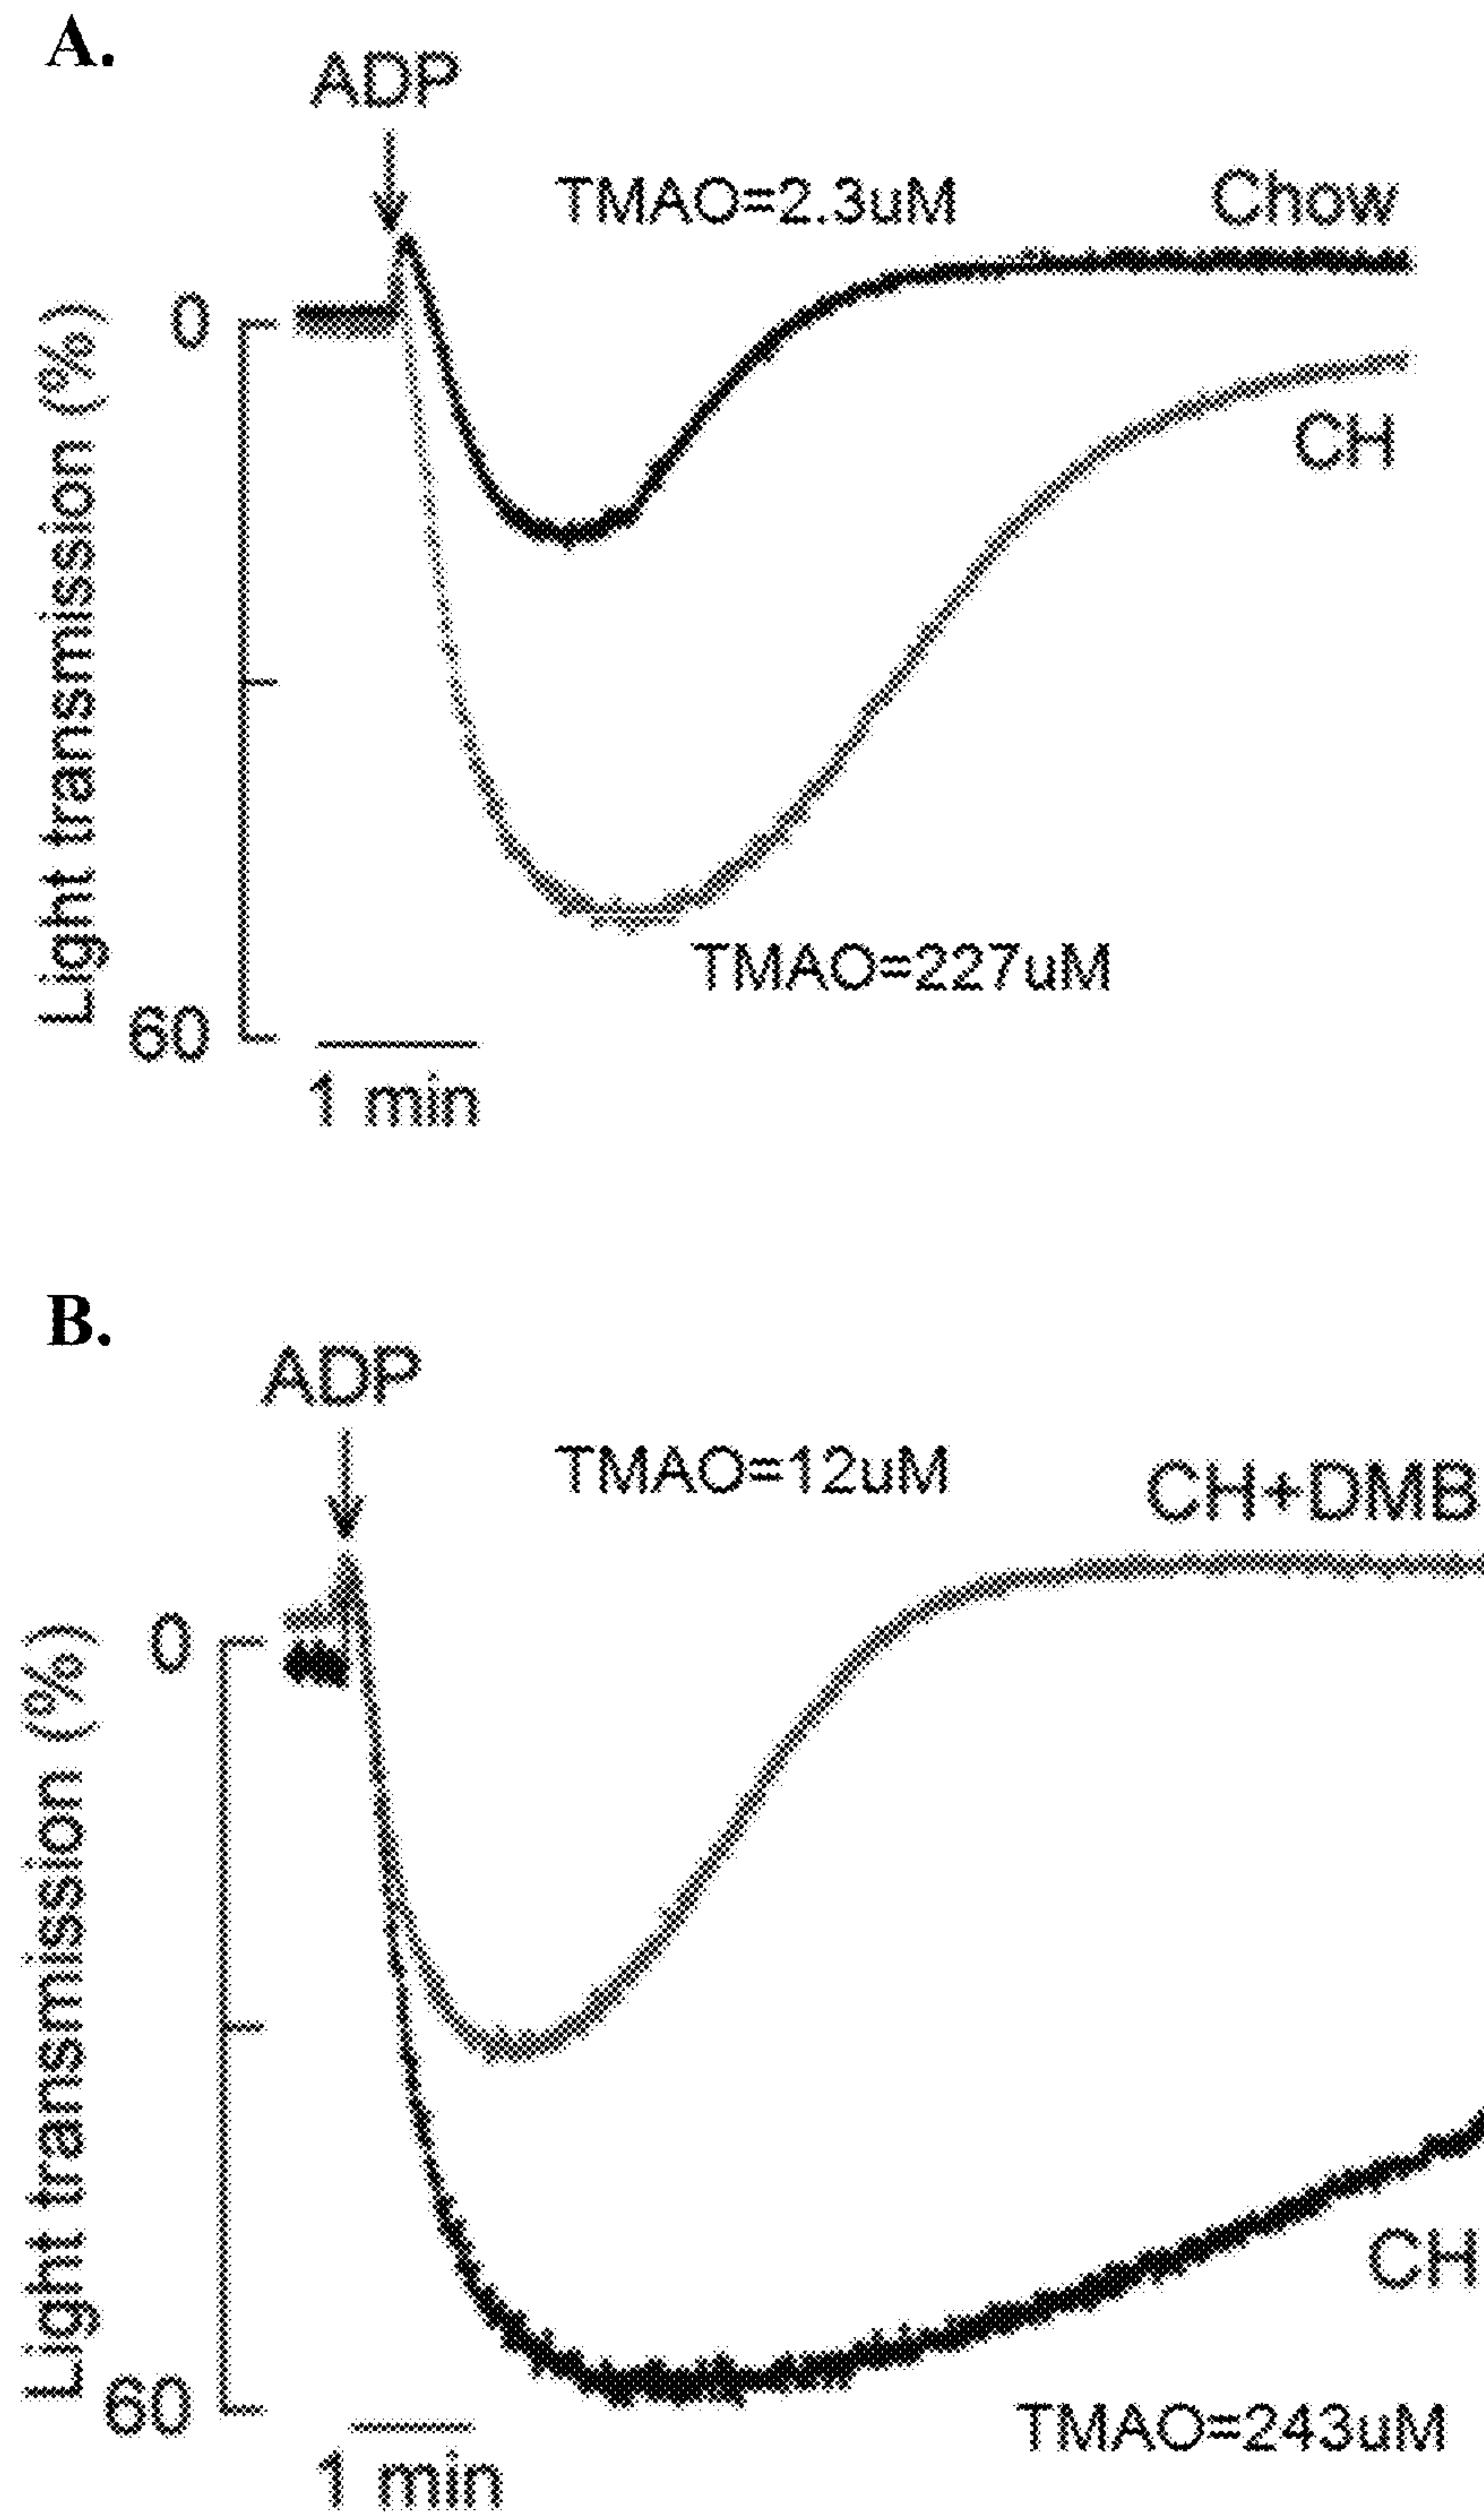 A.
ADP
TMAO=2.3uM
Chow
0
CH
Light transmission (%)
TMAO=227uM
60
1 min
B.
ADP
TMAO=12uM
CH+DMB
0
Light transmission (%)
CH
60
TMAO=243uM
1 min